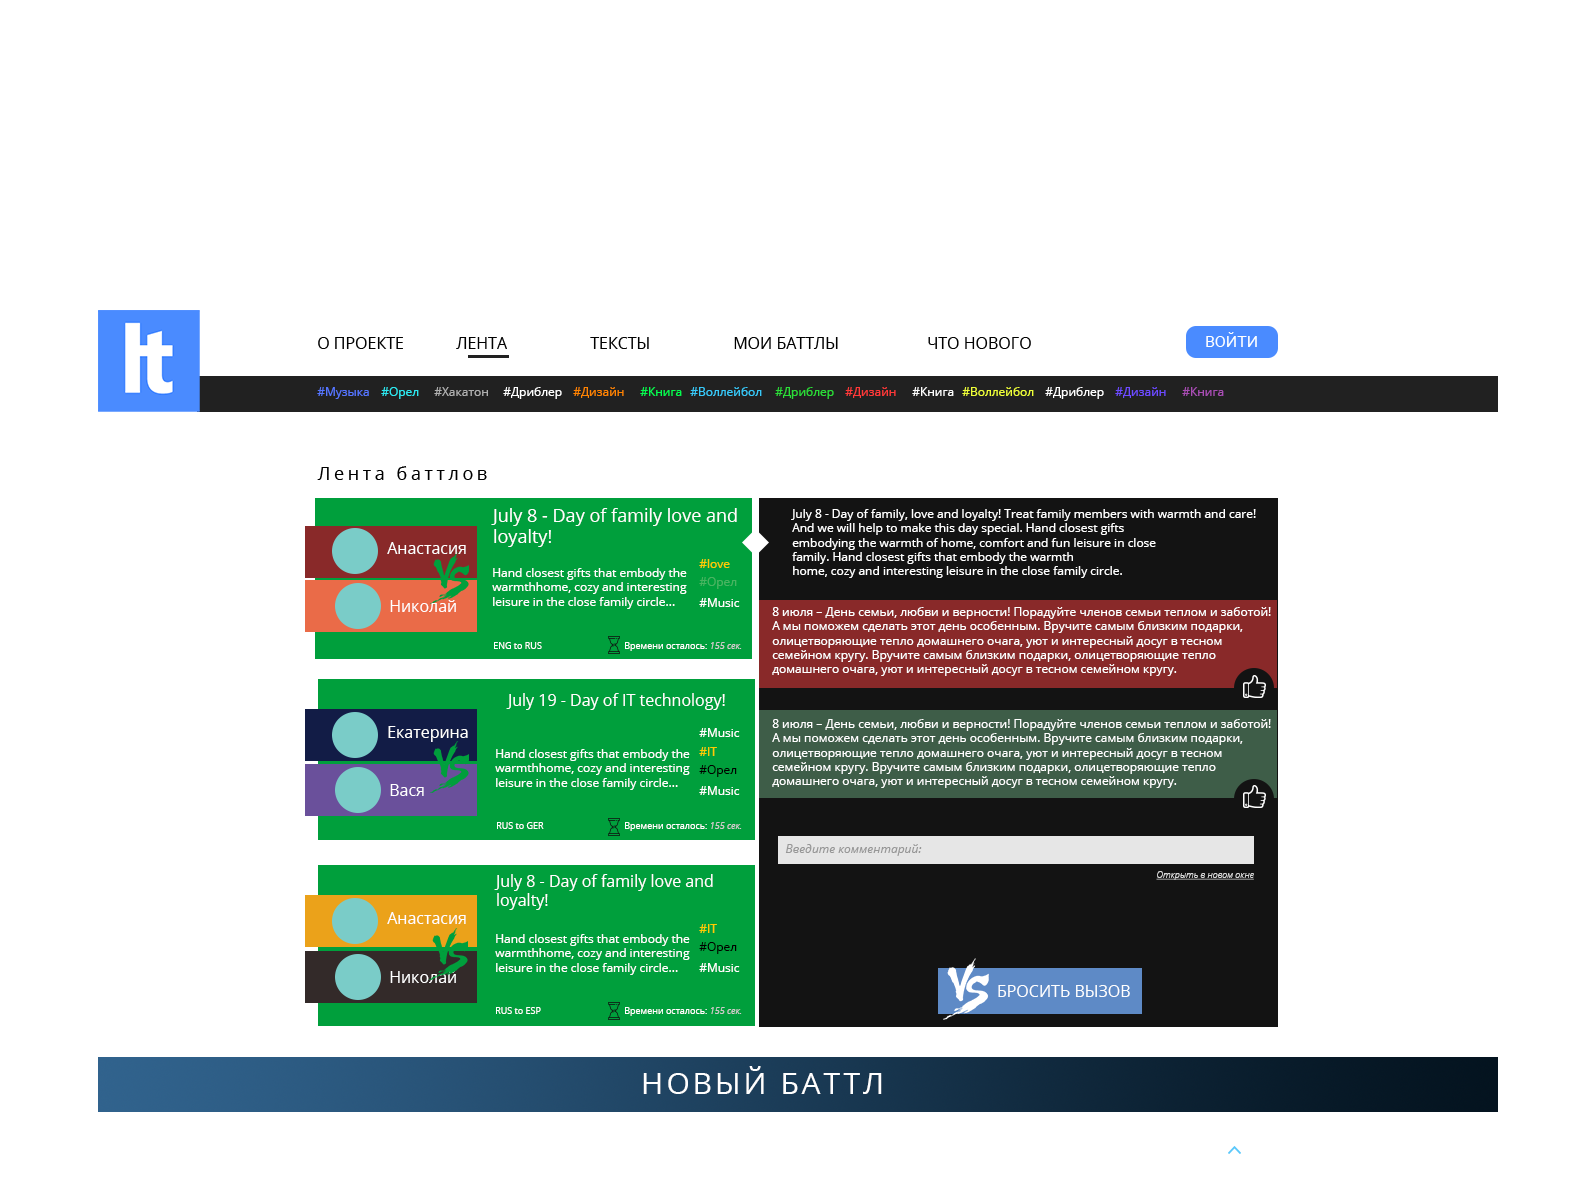 lt
О ПРОЕКТЕ ЛЕНТА ТЕКСТЫ МОИ БАТТЛЫ ЧТО НОВОГО ВОЙТИ
#Музыка #Орел #Хакатон #Дриблер #Дизайн #Книга #Воллейбол #Дриблер #Дизайн #Книга #Воллейбол #Дриблер #Дизайн #Книга
Лента баттлов
Анастасия
VS
Николай
July 8 - Day of family love and
loyalty!
Hand closest gifts that embody the
warmthhome, cozy and interesting
leisure in the close family circle...
#love
#Орел
#Music
ENG to RUS
Времени осталось: 155 сек.
Екатерина
VS
Вася
July 19 - Day of IT technology!
Hand closest gifts that embody the
warmthhome, cozy and interesting
leisure in the close family circle...
#Music
#IT
#Орел
#Music
RUS to GER
Времени осталось: 155 сек.
Анастасия
VS
Николай
July 8 - Day of family love and
loyalty!
Hand closest gifts that embody the
warmthhome, cozy and interesting
leisure in the close family circle...
#IT
#Орел
#Music
RUS to ESP
Времени осталось: 155 сек.
July 8 - Day of family, love and loyalty! Treat family members with warmth and care!
And we will help to make this day special. Hand closest gifts
embodying the warmth of home, comfort and fun leisure in close
family. Hand closest gifts that embody the warmth
home, cozy and interesting leisure in the close family circle.
8 июля – День семьи, любви и верности! Порадуйте членов семьи теплом и заботой!
А мы поможем сделать этот день особенным. Вручите самым близким подарки,
олицетворяющие тепло домашнего очага, уют и интересный досуг в тесном
семейном кругу. Вручите самым близким подарки, олицетворяющие тепло
домашнего очага, уют и интересный досуг в тесном семейном кругу.
8 июля – День семьи, любви и верности! Порадуйте членов семьи теплом и заботой!
А мы поможем сделать этот день особенным. Вручите самым близким подарки,
олицетворяющие тепло домашнего очага, уют и интересный досуг в тесном
семейном кругу. Вручите самым близким подарки, олицетворяющие тепло
домашнего очага, уют и интересный досуг в тесном семейном кругу.
Введите комментарий:
Открыть в новом окне
VS БРОСИТЬ ВЫЗОВ
НОВЫЙ БАТТЛ